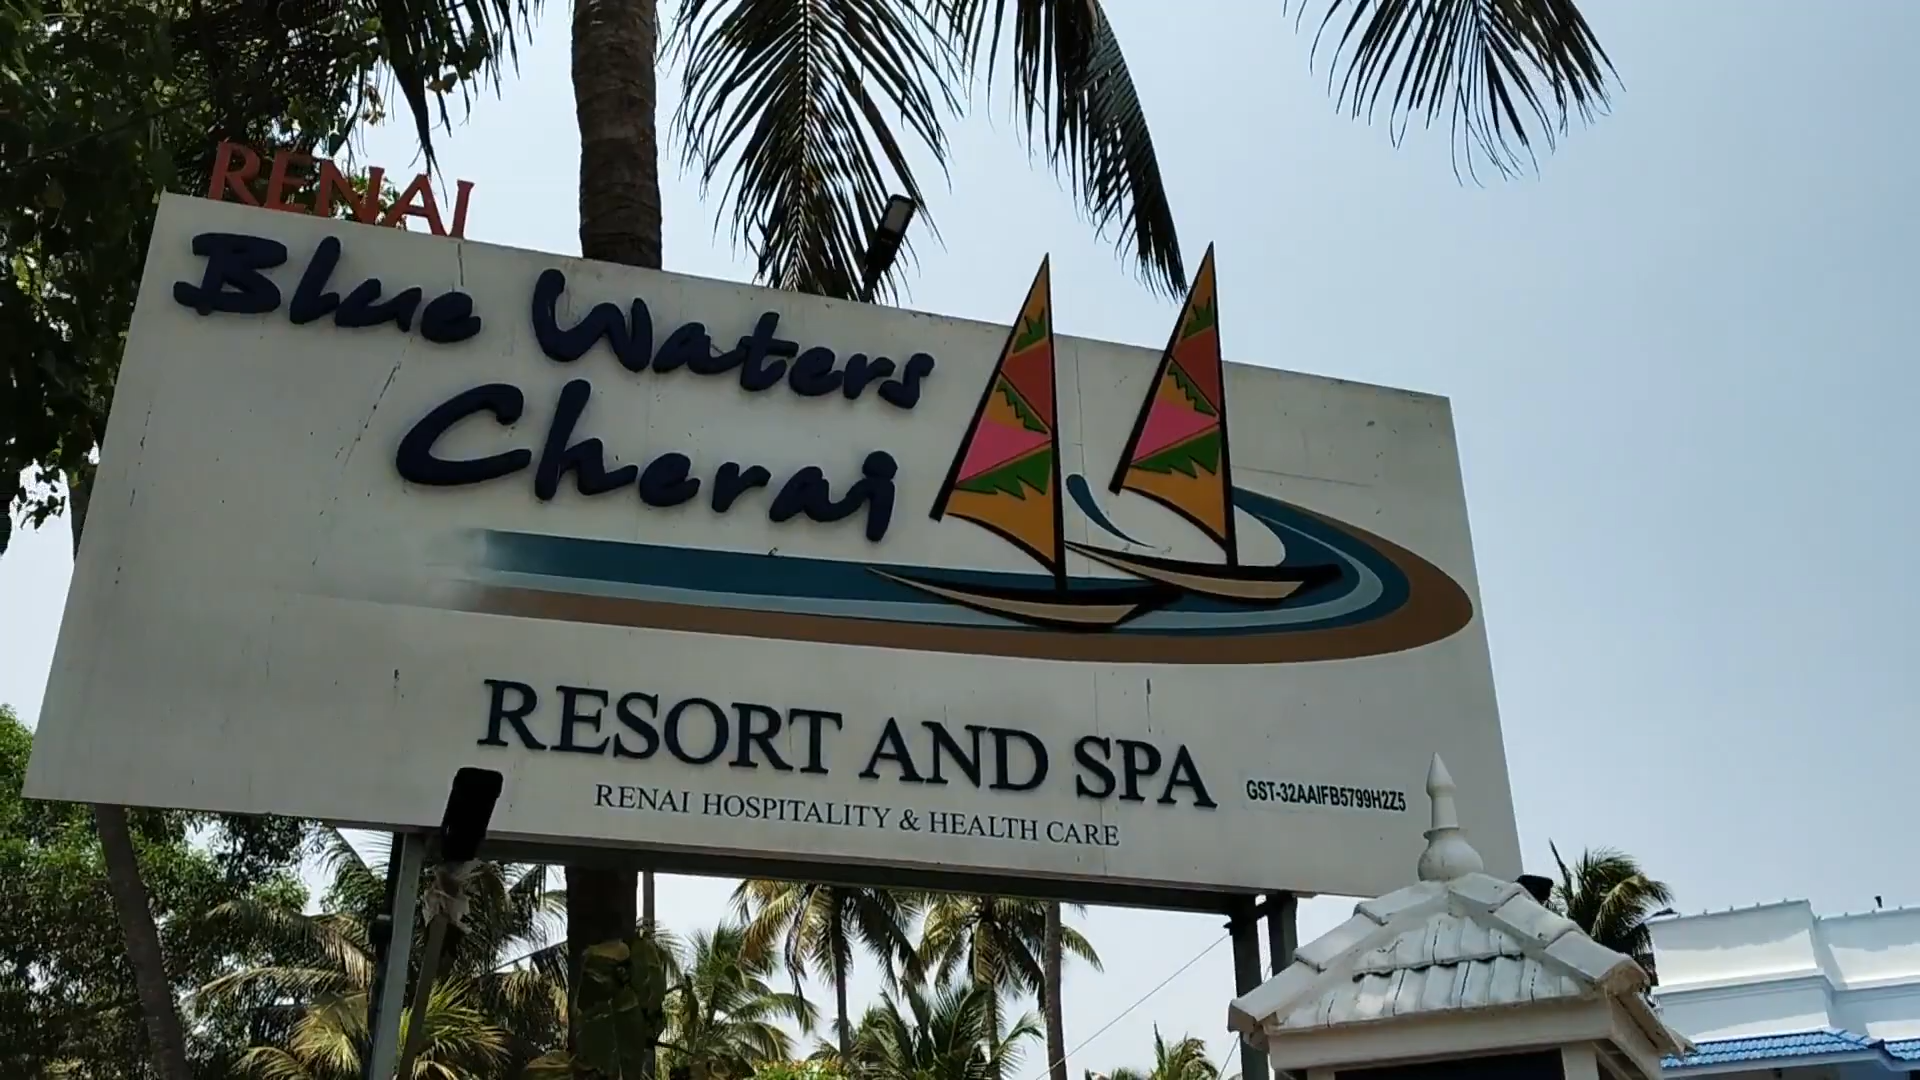 RENAI
Blue Waters
Cherai
RESORT AND SPA
RENAI HOSPITALITY & HEALTH CARE
GST-32AAIFB5799H2Z5